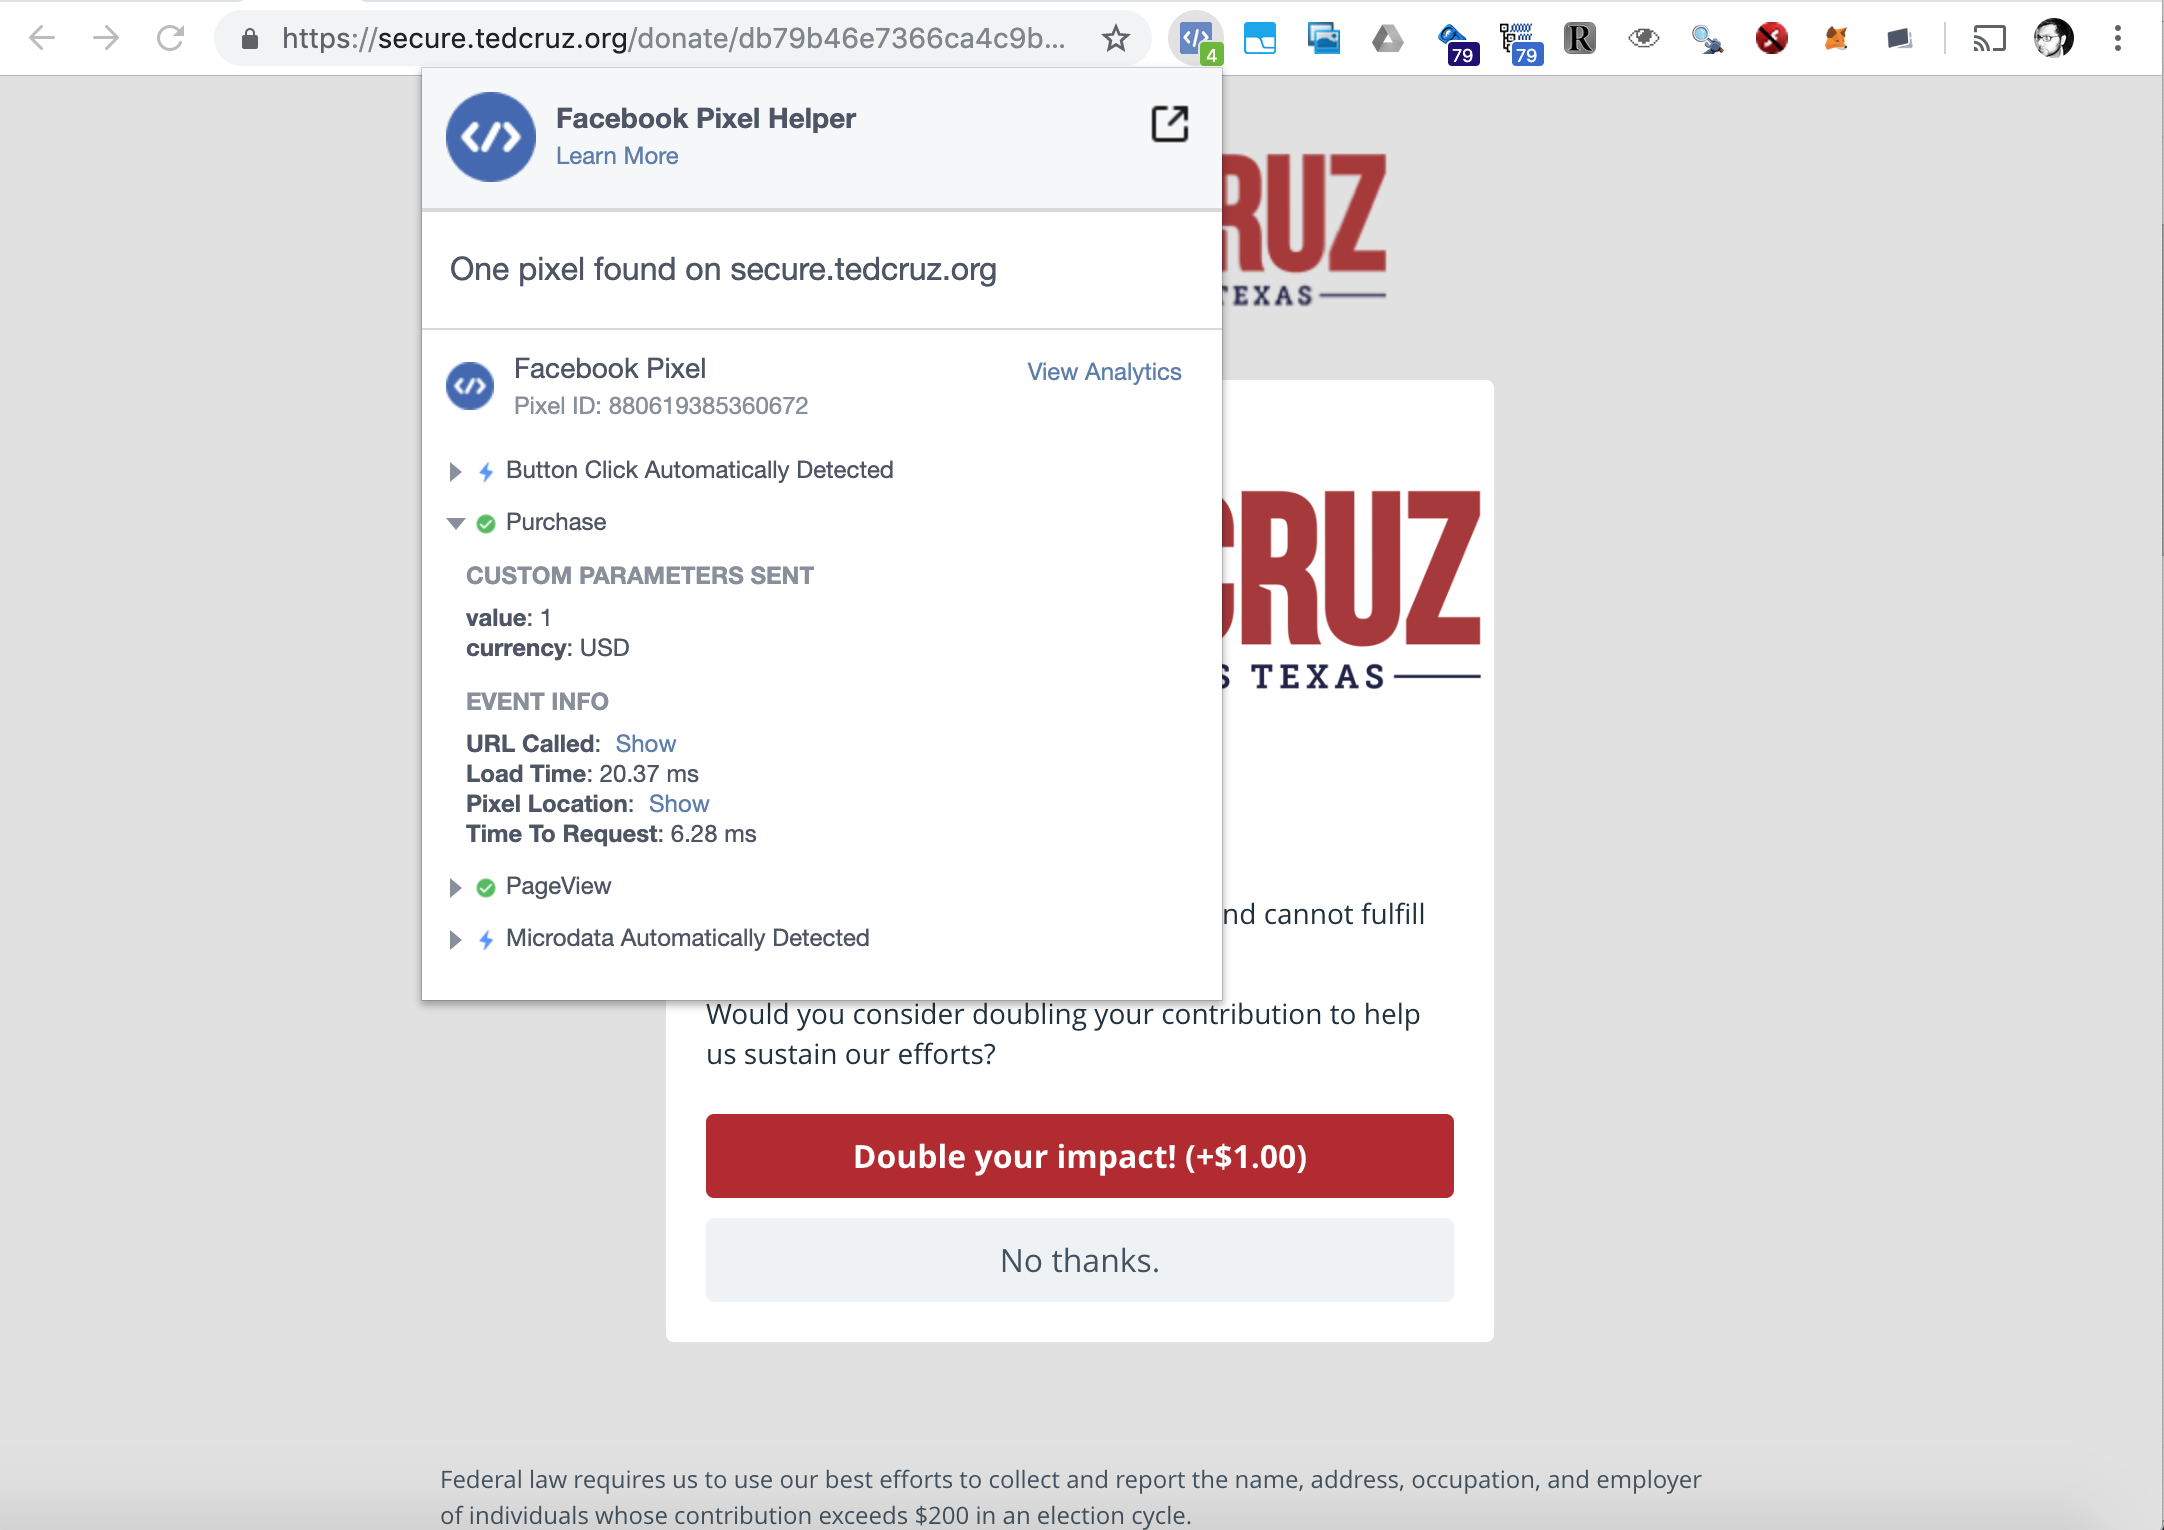 https://secure.tedcruz.org/donate/db79b46e7366ca4c9b...
4
79
79
R
Facebook Pixel Helper
Learn More
RUZ
TEXAS
One pixel found on secure.tedcruz.org
Facebook Pixel
View Analytics
Pixel ID: 880619385360672
Button Click Automatically Detected
Purchase
CUSTOM PARAMETERS SENT
value: 1
currency: USD
CRUZ
S TEXAS
EVENT INFO
URL Called: Show
Load Time: 20.37 ms
Pixel Location: Show
Time To Request: 6.28 ms
PageView
nd cannot fulfill
Microdata Automatically Detected
Would you consider doubling your contribution to help
us sustain our efforts?
Double your impact! (+$1.00)
No thanks.
Federal law requires us to use our best efforts to collect and report the name, address, occupation, and employer
of individuals whose contribution exceeds $200 in an election cycle.